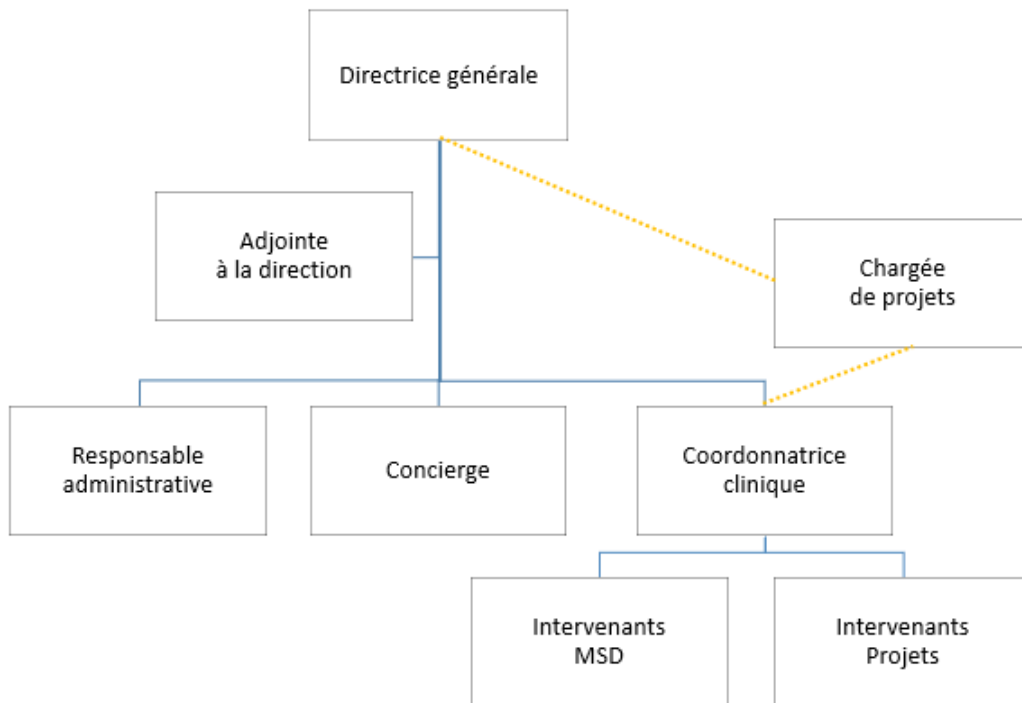 Directrice générale
Adjointe
à la direction
Chargée
de projets
Responsable
administrative
Concierge
Coordonnatrice
clinique
Intervenants
MSD
Intervenants
Projets